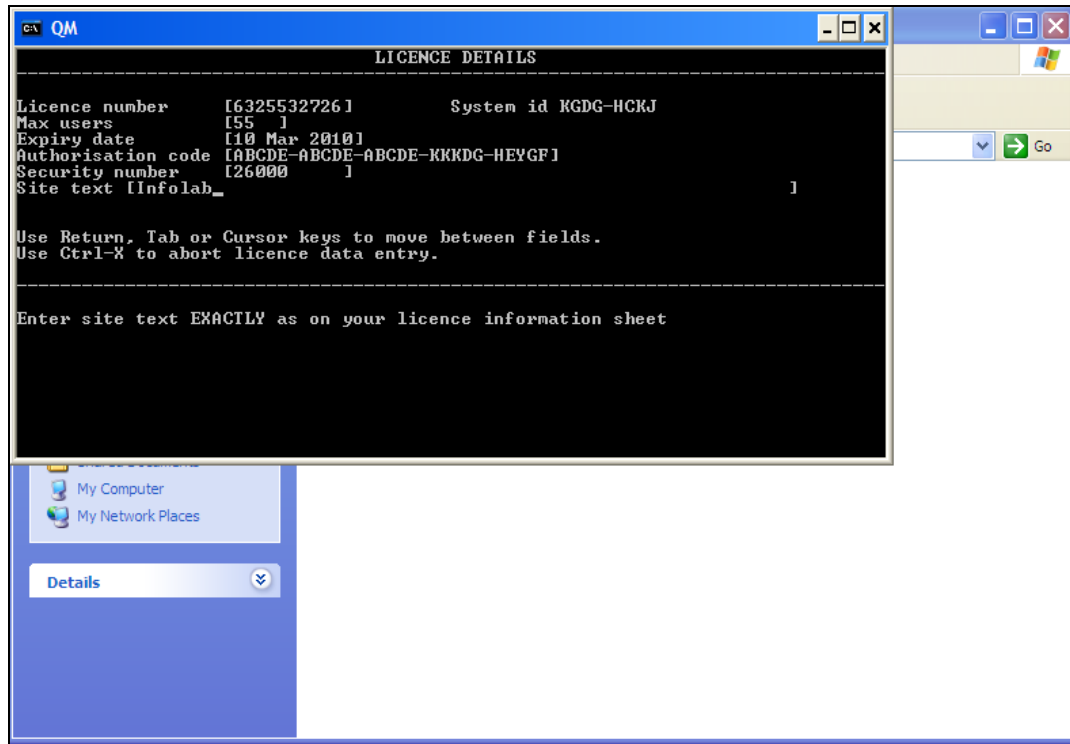 QM
LICENCE DETAILS
Licence number [6325532726] System id KGDG-HCKJ
Max users [55 ]
Expiry date [10 Mar 2010]
Authorisation code [ABCDE-ABCDE-ABCDE-KKKDG-HEYGF]
Security number [26000 ]
Site text [Infolab_ ]
Use Return, Tab or Cursor keys to move between fields.
Use Ctrl-X to abort licence data entry.
Enter site text EXACTLY as on your licence information sheet
Go
Shared Documents
My Computer
My Network Places
Details